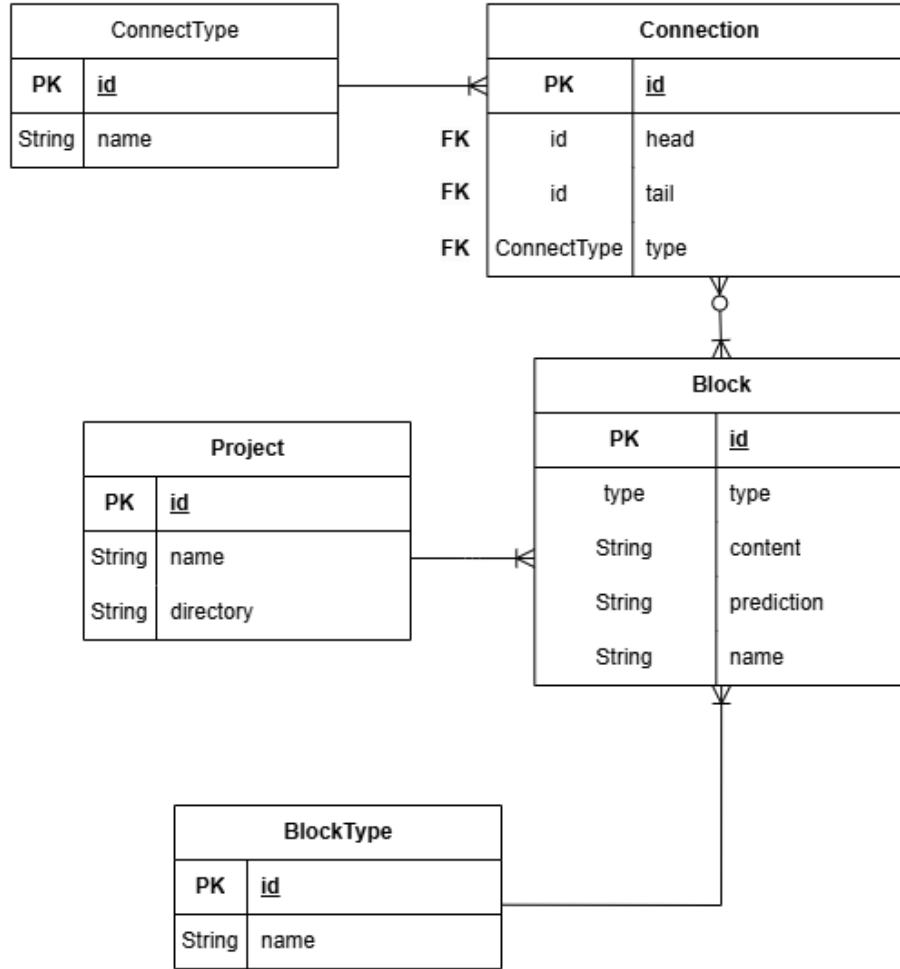 ConnectType
PK id
String name
Connection
PK id
FK id head
FK id tail
FK ConnectType type
Block
PK id
type type
String content
String prediction
String name
Project
PK id
String name
String directory
BlockType
PK id
String name